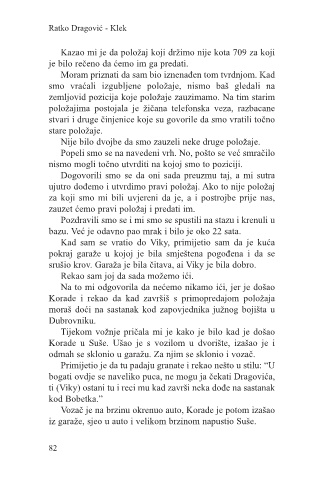 Ratko Dragović - Klek
Kazao mi je da položaj koji držimo nije kota 709 za koji
je bilo rečeno da ćemo im ga predati.
Moram priznati da sam bio iznenađen tom tvrdnjom. Kad
smo vraćali izgubljene položaje, nismo baš gledali na
zemljovid pozicija koje položaje zauzimamo. Na tim starim
položajima postojala je žičana telefonska veza, razbacane
stvari i druge činjenice koje su govorile da smo vratili točno
stare položaje.
Nije bilo dvojbe da smo zauzeli neke druge položaje.
Popeli smo se na navedeni vrh. No, pošto se već smračilo
nismo mogli točno utvrditi na kojoj smo to poziciji.
Dogovorili smo se da oni sada preuzmu taj, a mi sutra
ujutro dođemo i utvrdimo pravi položaj. Ako to nije položaj
za koji smo mi bili uvjereni da je, a i postrojbe prije nas,
zauzet ćemo pravi položaj i predati im.
Pozdravili smo se i mi smo se spustili na stazu i krenuli u
bazu. Već je odavno pao mrak i bilo je oko 22 sata.
Kad sam se vratio do Viky, primijetio sam da je kuća
pokraj garaže u kojoj je bila smještena pogođena i da se
srušio krov. Garaža je bila čitava, ai Viky je bila dobro.
Rekao sam joj da sada možemo ići.
Na to mi odgovorila da nećemo nikamo ići, jer je došao
Korade i rekao da kad završiš s primopredajom položaja
moraš doći na sastanak kod zapovjednika južnog bojišta u
Dubrovniku.
Tijekom vožnje pričala mi je kako je bilo kad je došao
Korade u Suše. Ušao je s vozilom u dvorište, izašao je i
odmah se sklonio u garažu. Za njim se sklonio i vozač.
Primijetio je da tu padaju granate i rekao nešto u stilu: “U
bogati ovdje se naveliko puca, ne mogu ja čekati Dragovića,
ti (Viky) ostani tu i reci mu kad završi neka dođe na sastanak
kod Bobetka.”
Vozač je na brzinu okrenuo auto, Korade je potom izašao
iz garaže, sjeo u auto i velikom brzinom napustio Suše.
82